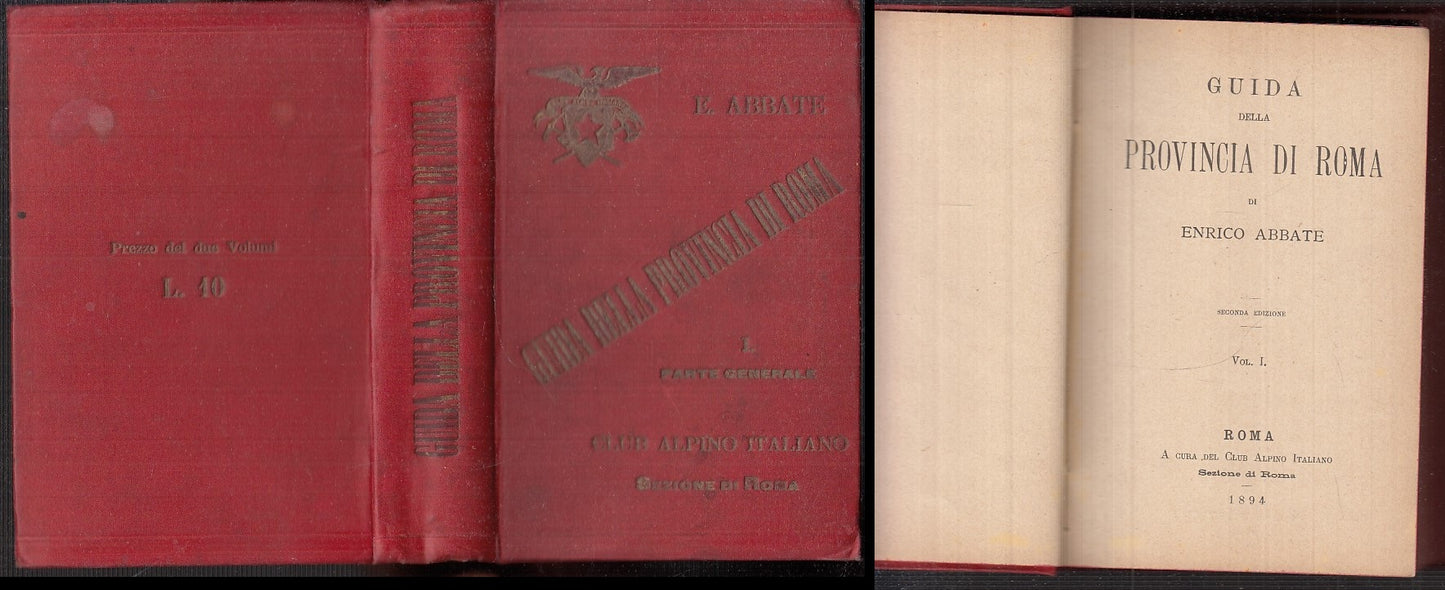 Prezzo dei due Volumi
L. 10
GUIDA DELLA PROVINCIA DI ROMA
E. ABBATE
GUIDA DELLA PROVINCIA DI ROMA
I.
PARTE GENERALE
CLUB ALPINO ITALIANO
SEZIONE DI ROMA
GUIDA
DELLA
PROVINCIA DI ROMA
DI
ENRICO ABBATE
SECONDA EDIZIONE
VOL. I.
ROMA
A CURA DEL CLUB ALPINO ITALIANO
Sezione di Roma
1894